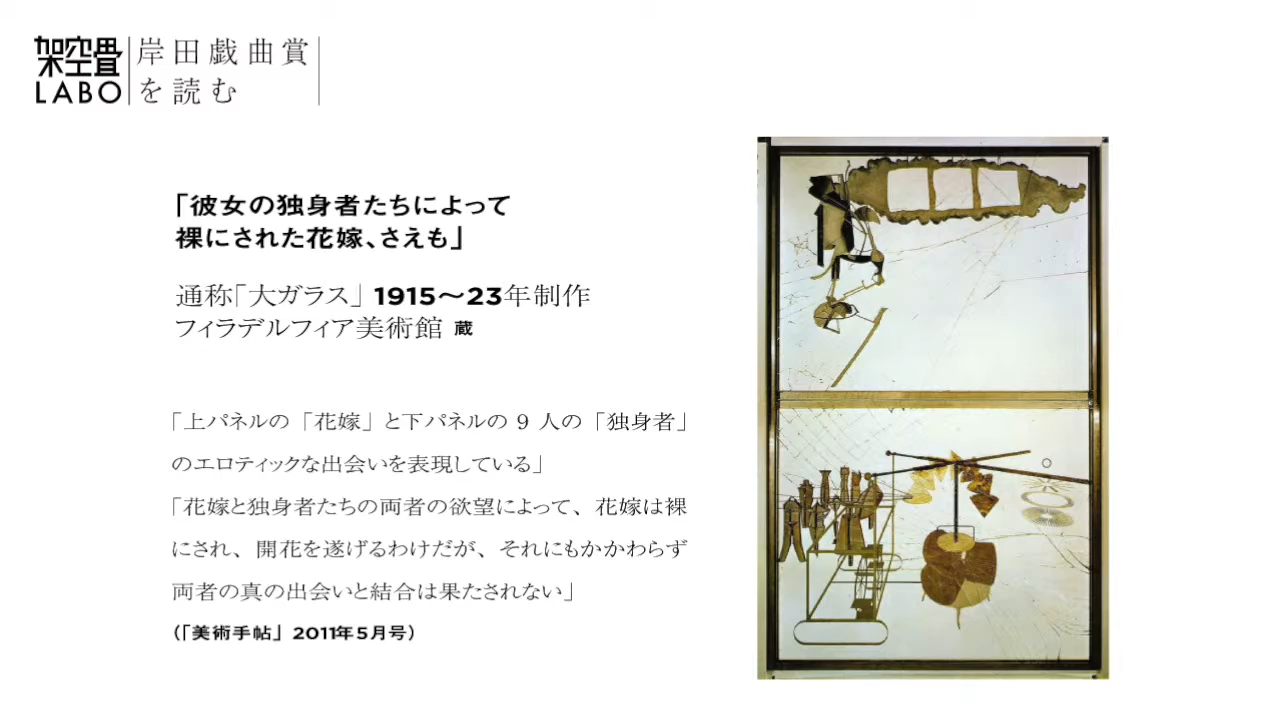 架空畳
LABO
岸田戯曲賞
を読む
「彼女の独身者たちによって
裸にされた花嫁、さえも」
通称「大ガラス」 1915〜23年制作
フィラデルフィア美術館 蔵
「上パネルの「花嫁」と下パネルの 9 人の「独身者」
のエロティックな出会いを表現している」
「花嫁と独身者たちの両者の欲望によって、花嫁は裸
にされ、開花を遂げるわけだが、それにもかかわらず
両者の真の出会いと結合は果たされない」
(「美術手帖」 2011年5月号)